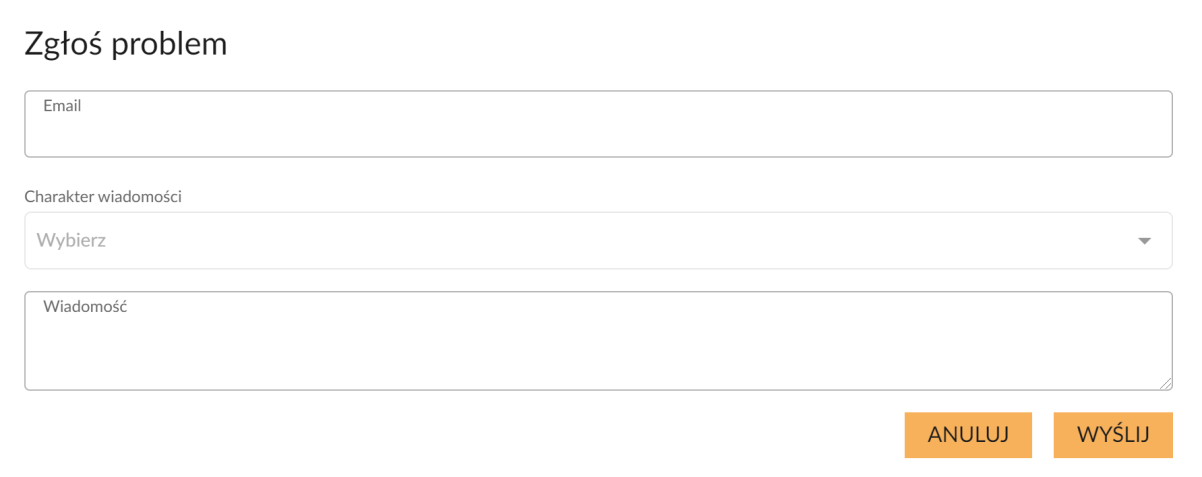 Zgłoś problem
Email
Charakter wiadomości
Wybierz
Wiadomość
ANULUJ WYŚLIJ